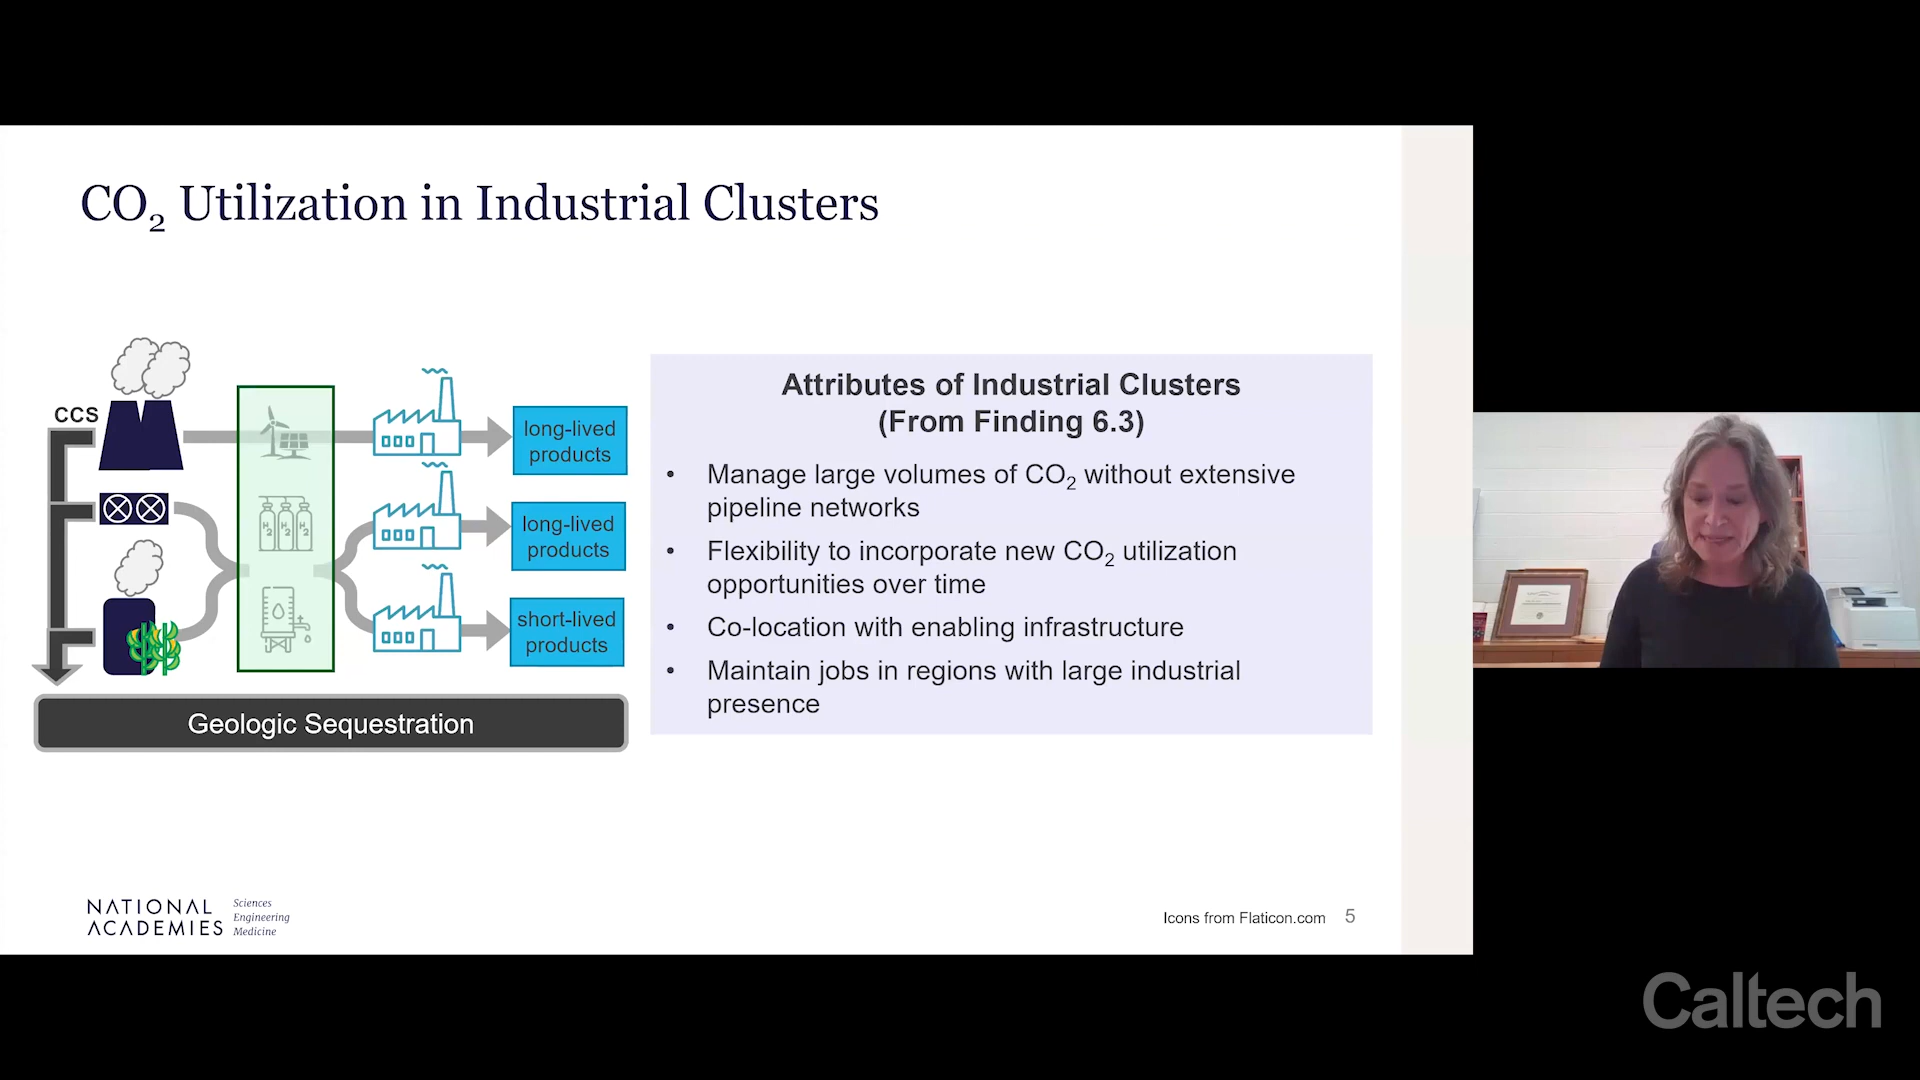 CO₂ Utilization in Industrial Clusters
CCS
long-lived
products
H₂ H₂ H₂
long-lived
products
short-lived
products
Geologic Sequestration
Attributes of Industrial Clusters
(From Finding 6.3)
• Manage large volumes of CO₂ without extensive
pipeline networks
• Flexibility to incorporate new CO₂ utilization
opportunities over time
• Co-location with enabling infrastructure
• Maintain jobs in regions with large industrial
presence
NATIONAL
ACADEMIES
Sciences
Engineering
Medicine
Icons from Flaticon.com 5
Caltech